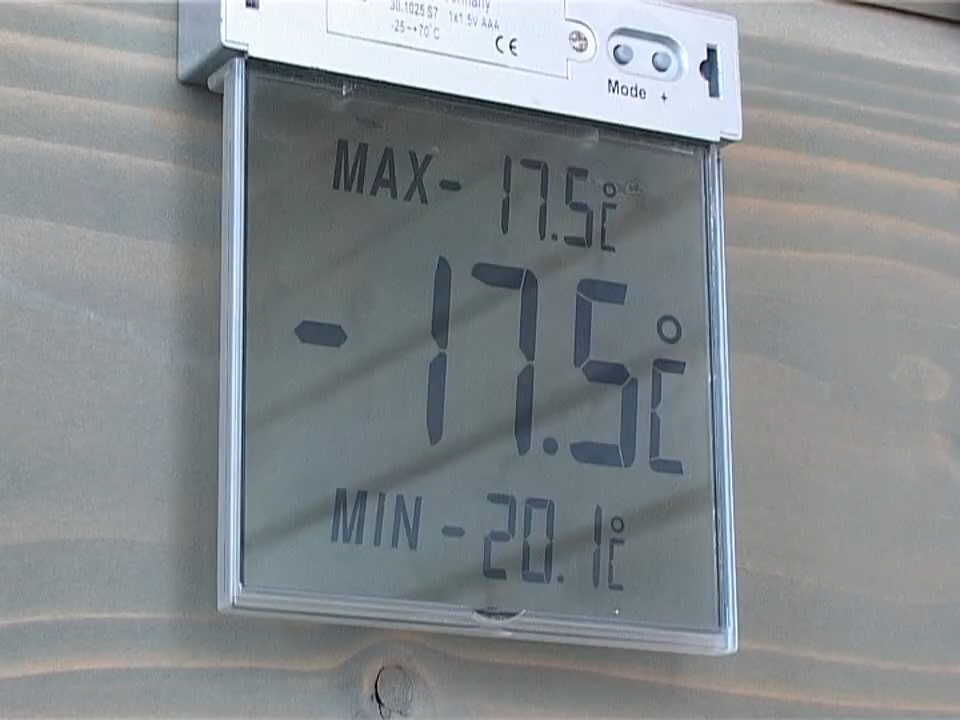 30.1025 S7 1x1.5V AAA
-25~+70°C
CE
Mode +
MAX -17.5°C
-17.5°C
MIN -20.1°C